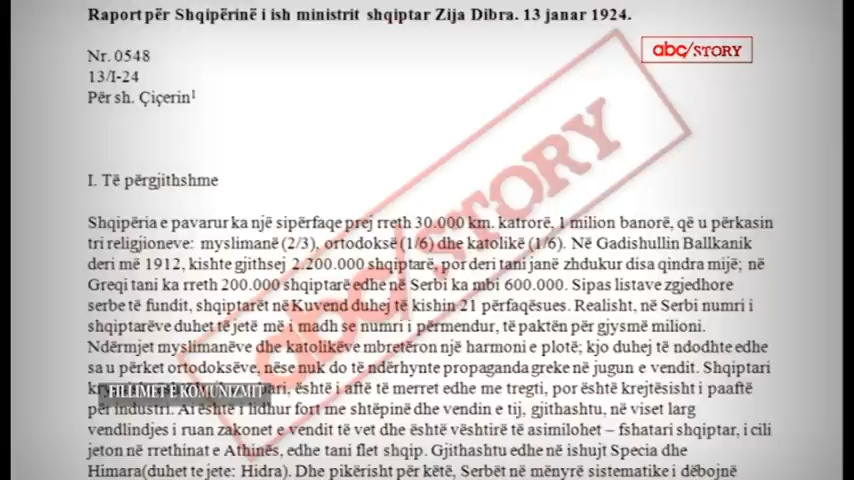 Raport për Shqipërinë i ish ministrit shqiptar Zija Dibra. 13 janar 1924.
abc/STORY
Nr. 0548
13/I-24
Për sh. Çiçerin¹
I. Të përgjithshme
Shqipëria e pavarur ka një sipërfaqe prej rreth 30.000 km. katrorë, 1 milion banorë, që u përkasin
tri religjioneve: myslimanë (2/3), ortodoksë (1/6) dhe katolikë (1/6). Në Gadishullin Ballkanik
deri më 1912, kishte gjithsej 2.200.000 shqiptarë, por deri tani janë zhdukur disa qindra mijë; në
Greqi tani ka rreth 200.000 shqiptarë edhe në Serbi ka mbi 600.000. Sipas listave zgjedhore
serbe të fundit, shqiptarët në Kuvend duhej të kishin 21 përfaqësues. Realisht, në Serbi numri i
shqiptarëve duhet të jetë më i madh se numri i përmendur, të paktën për gjysmë milioni.
Ndërmjet myslimanëve dhe katolikëve mbretëron një harmoni e plotë; kjo duhej të ndodhte edhe
sa u përket ortodoksëve, nëse nuk do të ndërhynte propaganda greke në jugun e vendit. Shqiptari
është i aftë të merret edhe me tregti, por është krejtësisht i paaftë
FILLIMET E KOMUNIZMIT
për industri. Ai është i lidhur fort me shtëpinë dhe vendin e tij, gjithashtu, në viset larg
vendlindjes i ruan zakonet e vendit të vet dhe është vështirë të asimilohet – fshatari shqiptar, i cili
jeton në rrethinat e Athinës, edhe tani flet shqip. Gjithashtu edhe në ishujt Specia dhe
Himara(duhet te jete: Hidra). Dhe pikërisht për këtë, Serbët në mënyrë sistematike i dëbojnë
abc/STORY